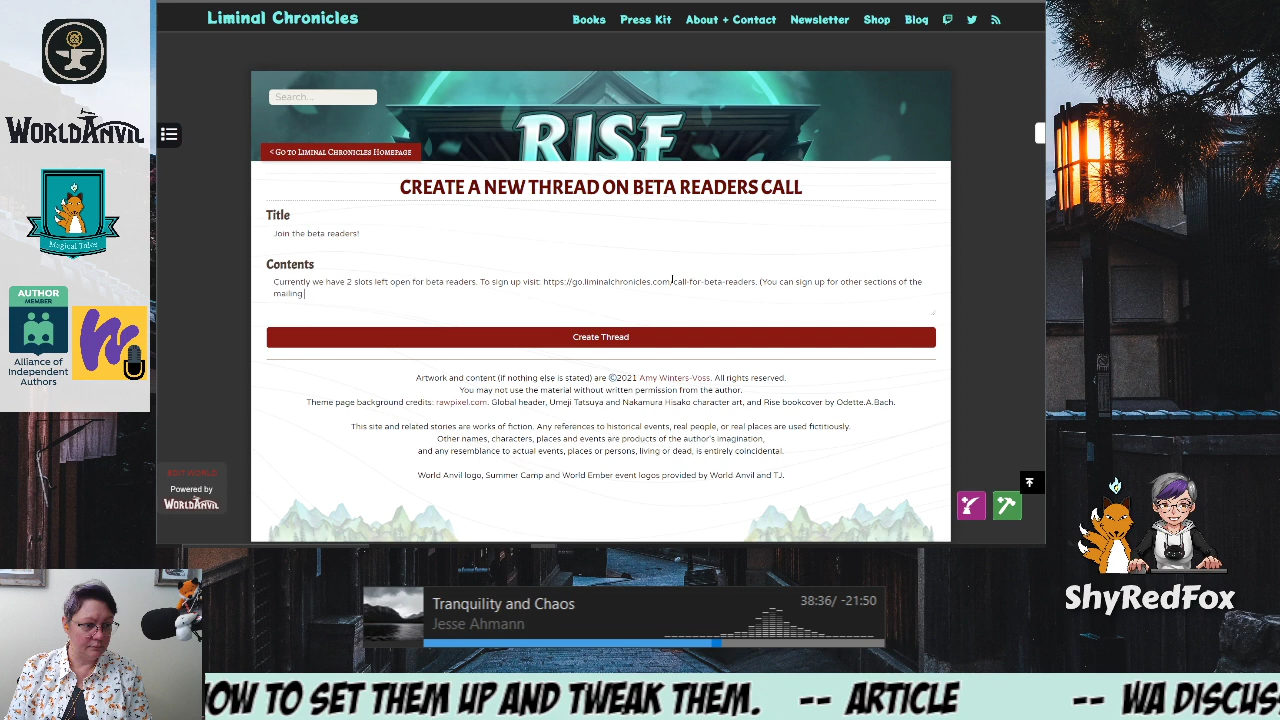 Liminal Chronicles
Books Press Kit About + Contact Newsletter Shop Blog
WORLDANVIL
Magical Tales
AUTHOR
MEMBER
Alliance of
Independent
Authors
Search...
RISE
< Go to Liminal Chronicles Homepage
CREATE A NEW THREAD ON BETA READERS CALL
Title
Join the beta readers!
Contents
Currently we have 2 slots left open for beta readers. To sign up visit: https://go.liminalchronicles.com/call-for-beta-readers. (You can sign up for other sections of the
mailing
Create Thread
Artwork and content (if nothing else is stated) are ©2021 Amy Winters-Voss. All rights reserved.
You may not use the material without written permission from the author.
Theme page background credits: rawpixel.com. Global header, Umeji Tatsuya and Nakamura Hisako character art, and Rise bookcover by Odette.A.Bach.
This site and related stories are works of fiction. Any references to historical events, real people, or real places are used fictitiously.
Other names, characters, places and events are products of the author's imagination,
and any resemblance to actual events, places or persons, living or dead, is entirely coincidental.
World Anvil logo, Summer Camp and World Ember event logos provided by World Anvil and TJ.
EDIT WORLD
Powered by
WORLDANVIL
Tranquility and Chaos
38:36/ -21:50
Jesse Ahmann
ShyRedFox
HOW TO SET THEM UP AND TWEAK THEM. -- ARTICLE -- WA DISCUS